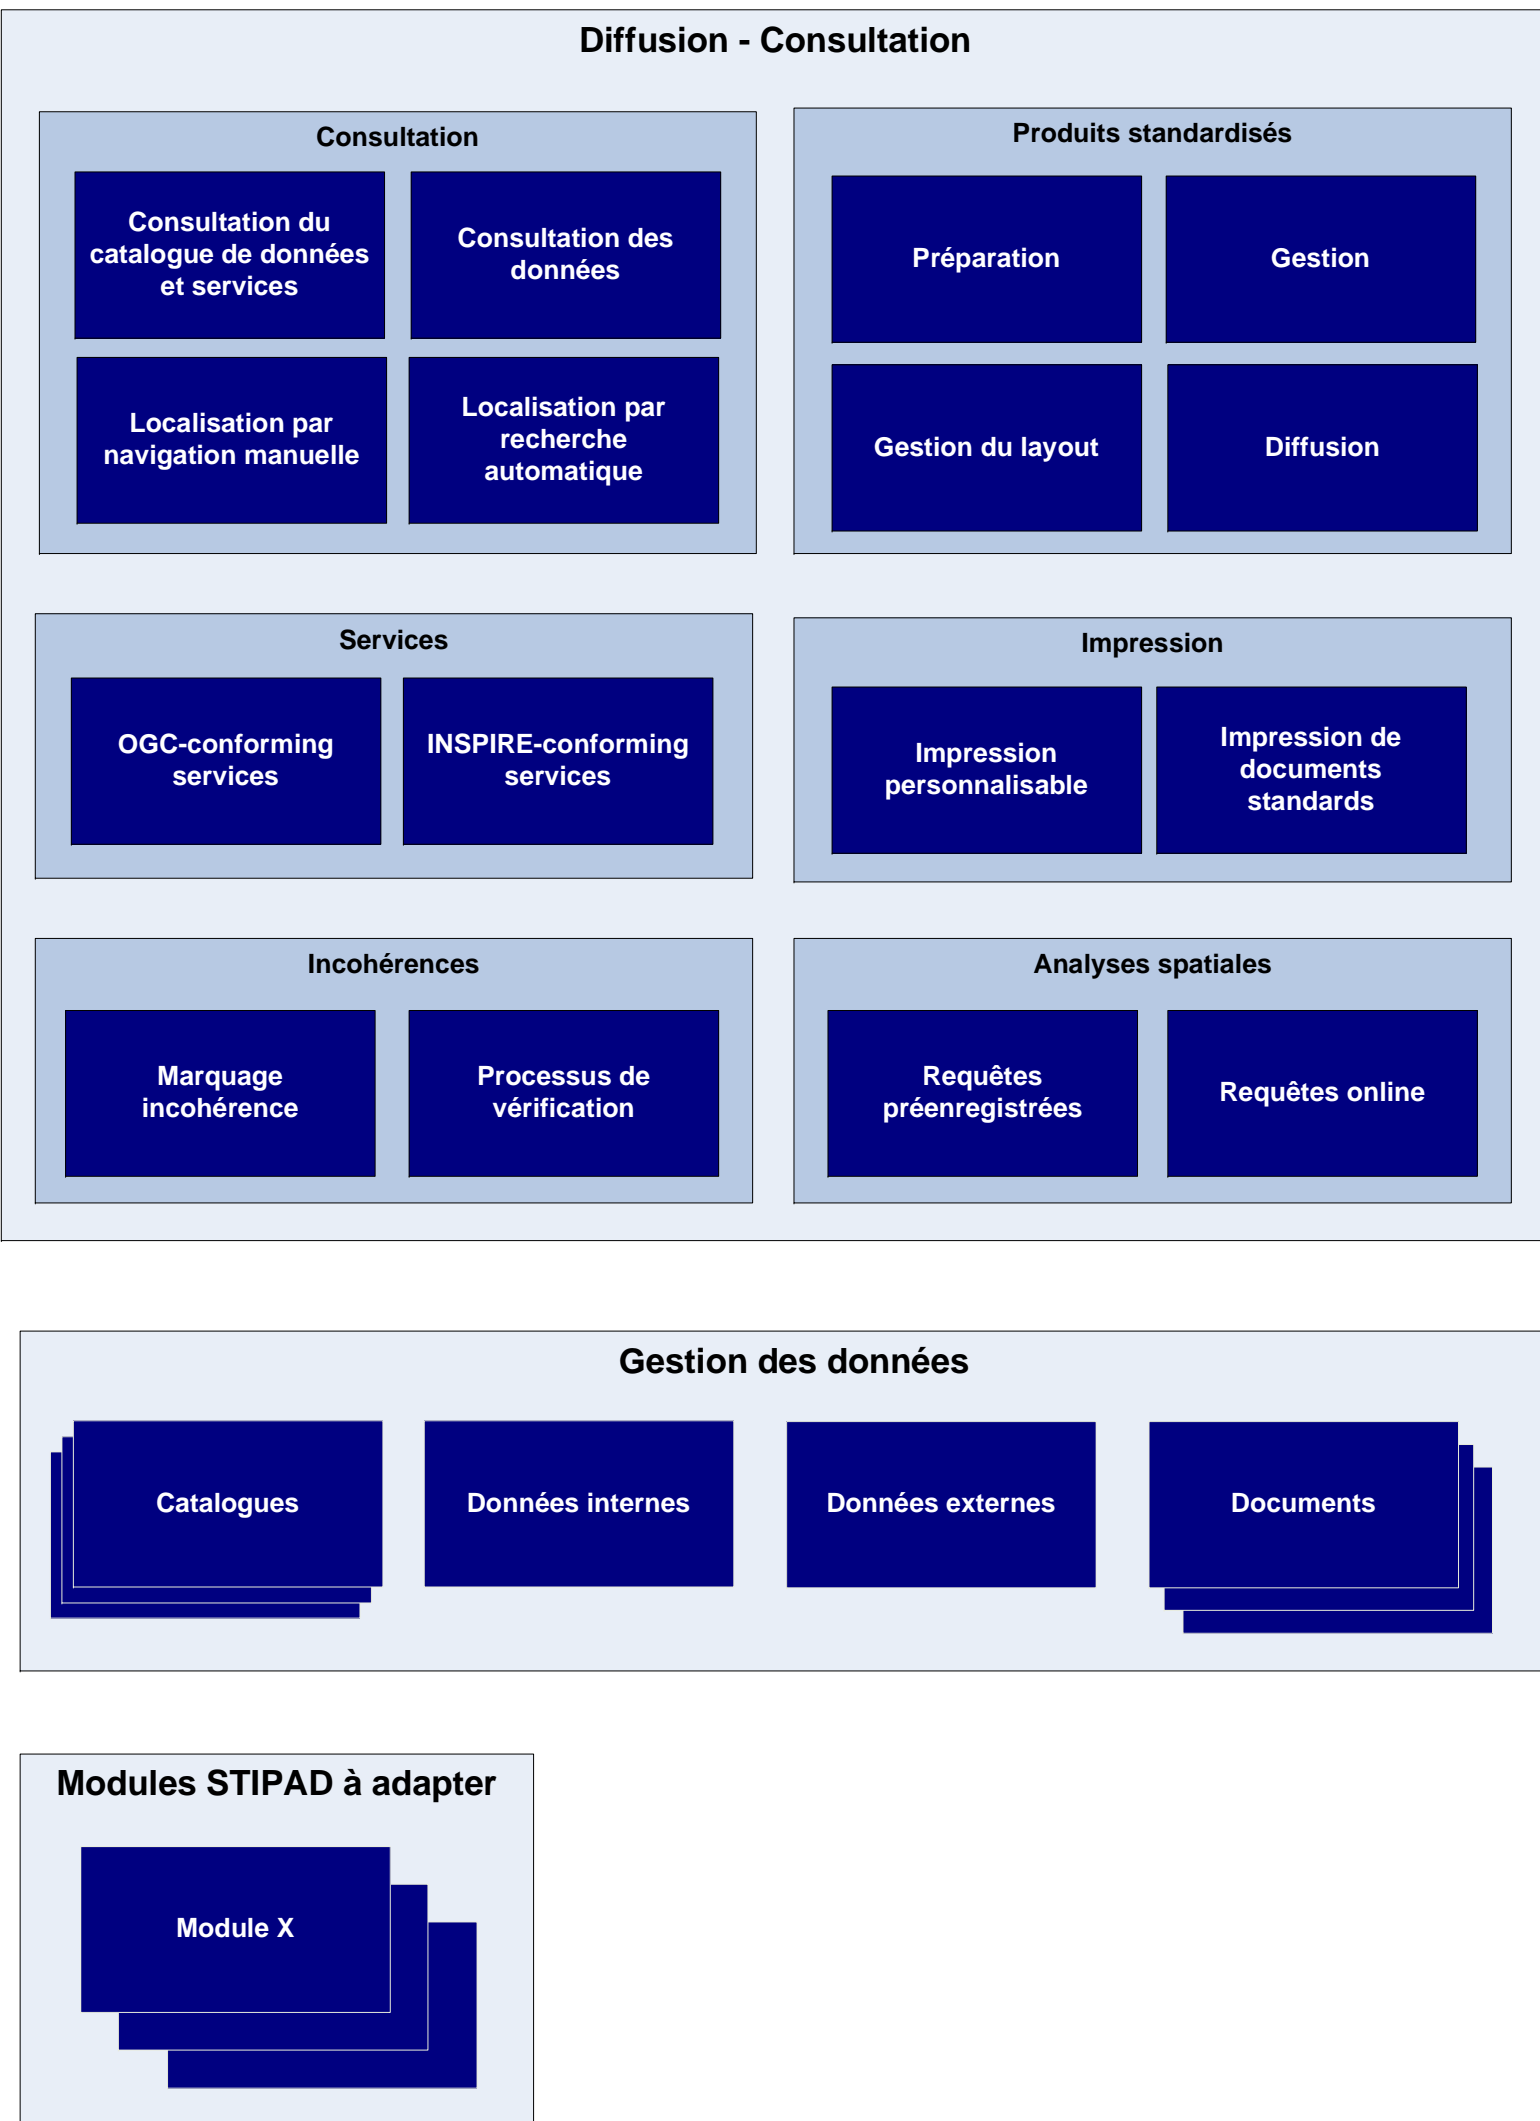 Diffusion - Consultation
Consultation
Consultation du
catalogue de données
et services
Consultation des
données
Localisation par
navigation manuelle
Localisation par
recherche
automatique
Produits standardisés
Préparation
Gestion
Gestion du layout
Diffusion
Services
OGC-conforming
services
INSPIRE-conforming
services
Impression
Impression
personnalisable
Impression de
documents
standards
Incohérences
Marquage
incohérence
Processus de
vérification
Analyses spatiales
Requêtes
préenregistrées
Requêtes online
Gestion des données
Catalogues
Données internes
Données externes
Documents
Modules STIPAD à adapter
Module X